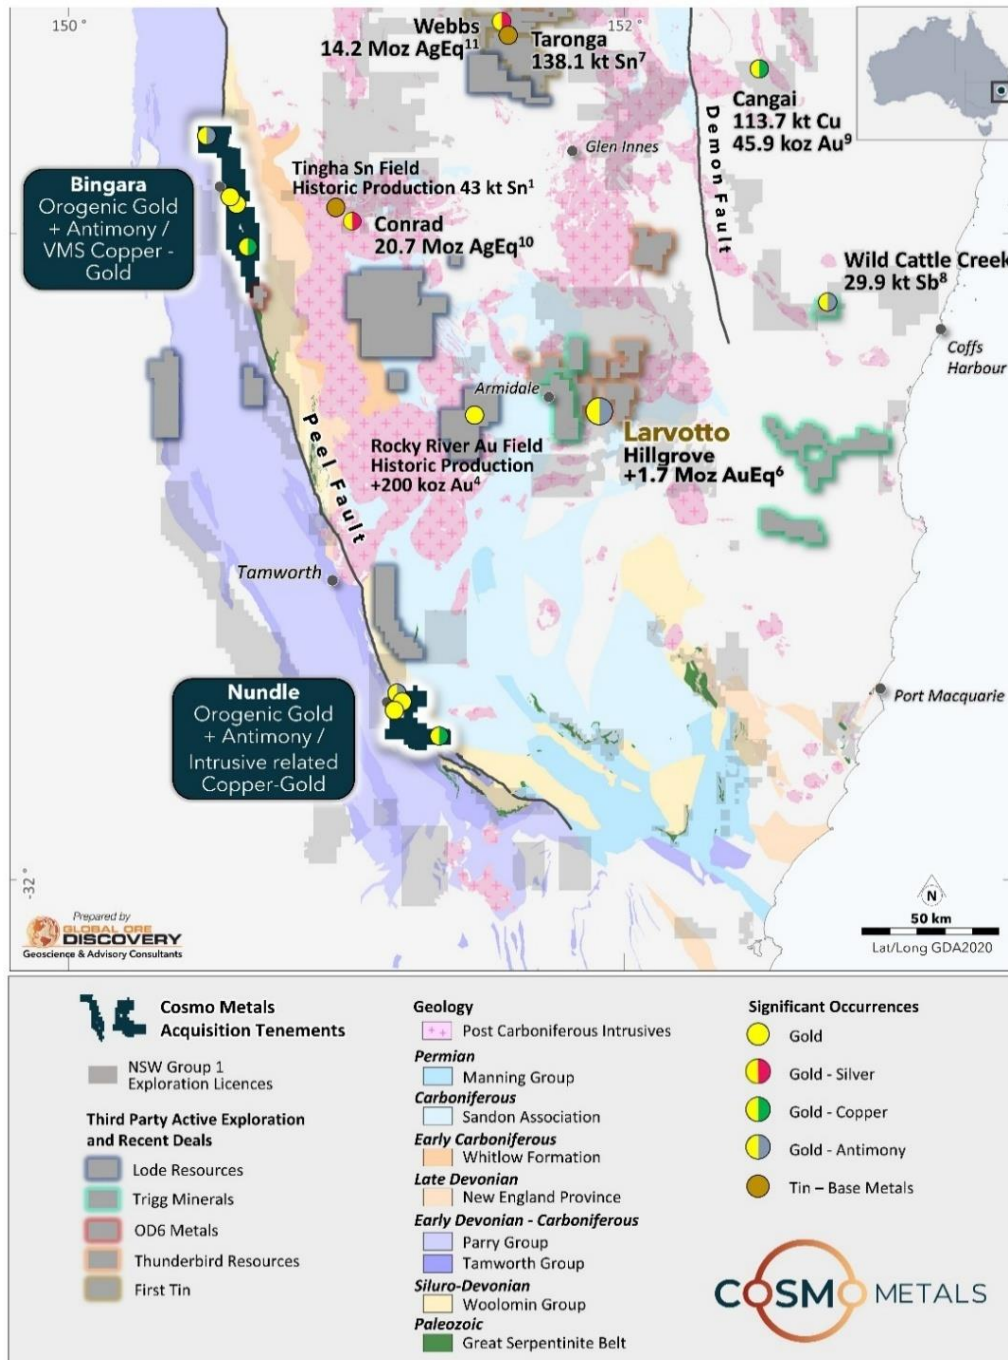 150 °
152 °
Webbs
14.2 Moz AgEq11
Taronga
138.1 kt Sn7
Cangai
113.7 kt Cu
45.9 koz Au9
Demon Fault
Glen Innes
Tingha Sn Field
Historic Production 43 kt Sn1
Conrad
20.7 Moz AgEq10
Bingara
Orogenic Gold
+ Antimony /
VMS Copper -
Gold
Wild Cattle Creek
29.9 kt Sb8
Coffs
Harbour
Armidale
Peel Fault
Rocky River Au Field
Historic Production
+200 koz Au4
Larvotto
Hillgrove
+1.7 Moz AuEq6
Tamworth
Nundle
Orogenic Gold
+ Antimony /
Intrusive related
Copper-Gold
Port Macquarie
-32 °
N
50 km
Lat/Long GDA2020
Prepared by
GLOBAL ORE
DISCOVERY
Geoscience & Advisory Consultants
Cosmo Metals
Acquisition Tenements
NSW Group 1
Exploration Licences
Third Party Active Exploration
and Recent Deals
Lode Resources
Trigg Minerals
OD6 Metals
Thunderbird Resources
First Tin
Geology
Post Carboniferous Intrusives
Permian
Manning Group
Carboniferous
Sandon Association
Early Carboniferous
Whitlow Formation
Late Devonian
New England Province
Early Devonian - Carboniferous
Parry Group
Tamworth Group
Siluro-Devonian
Woolomin Group
Paleozoic
Great Serpentinite Belt
Significant Occurrences
Gold
Gold - Silver
Gold - Copper
Gold - Antimony
Tin – Base Metals
COSMO METALS